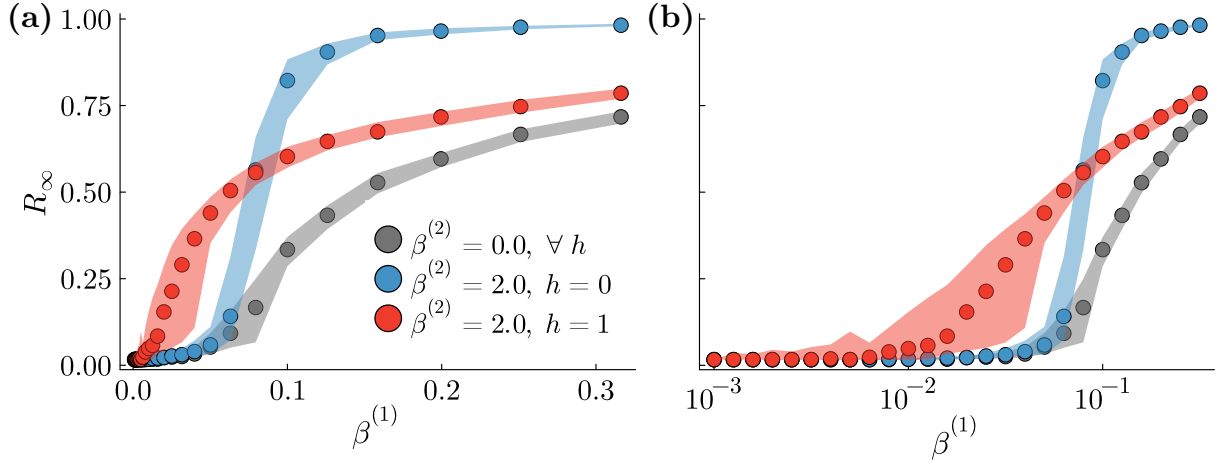 (a)
1.00
0.75
0.50
0.25
0.00
R∞
0.0 0.1 0.2 0.3
β(1)
β(2) = 0.0, ∀ h
β(2) = 2.0, h = 0
β(2) = 2.0, h = 1
(b)
10−3 10−2 10−1
β(1)